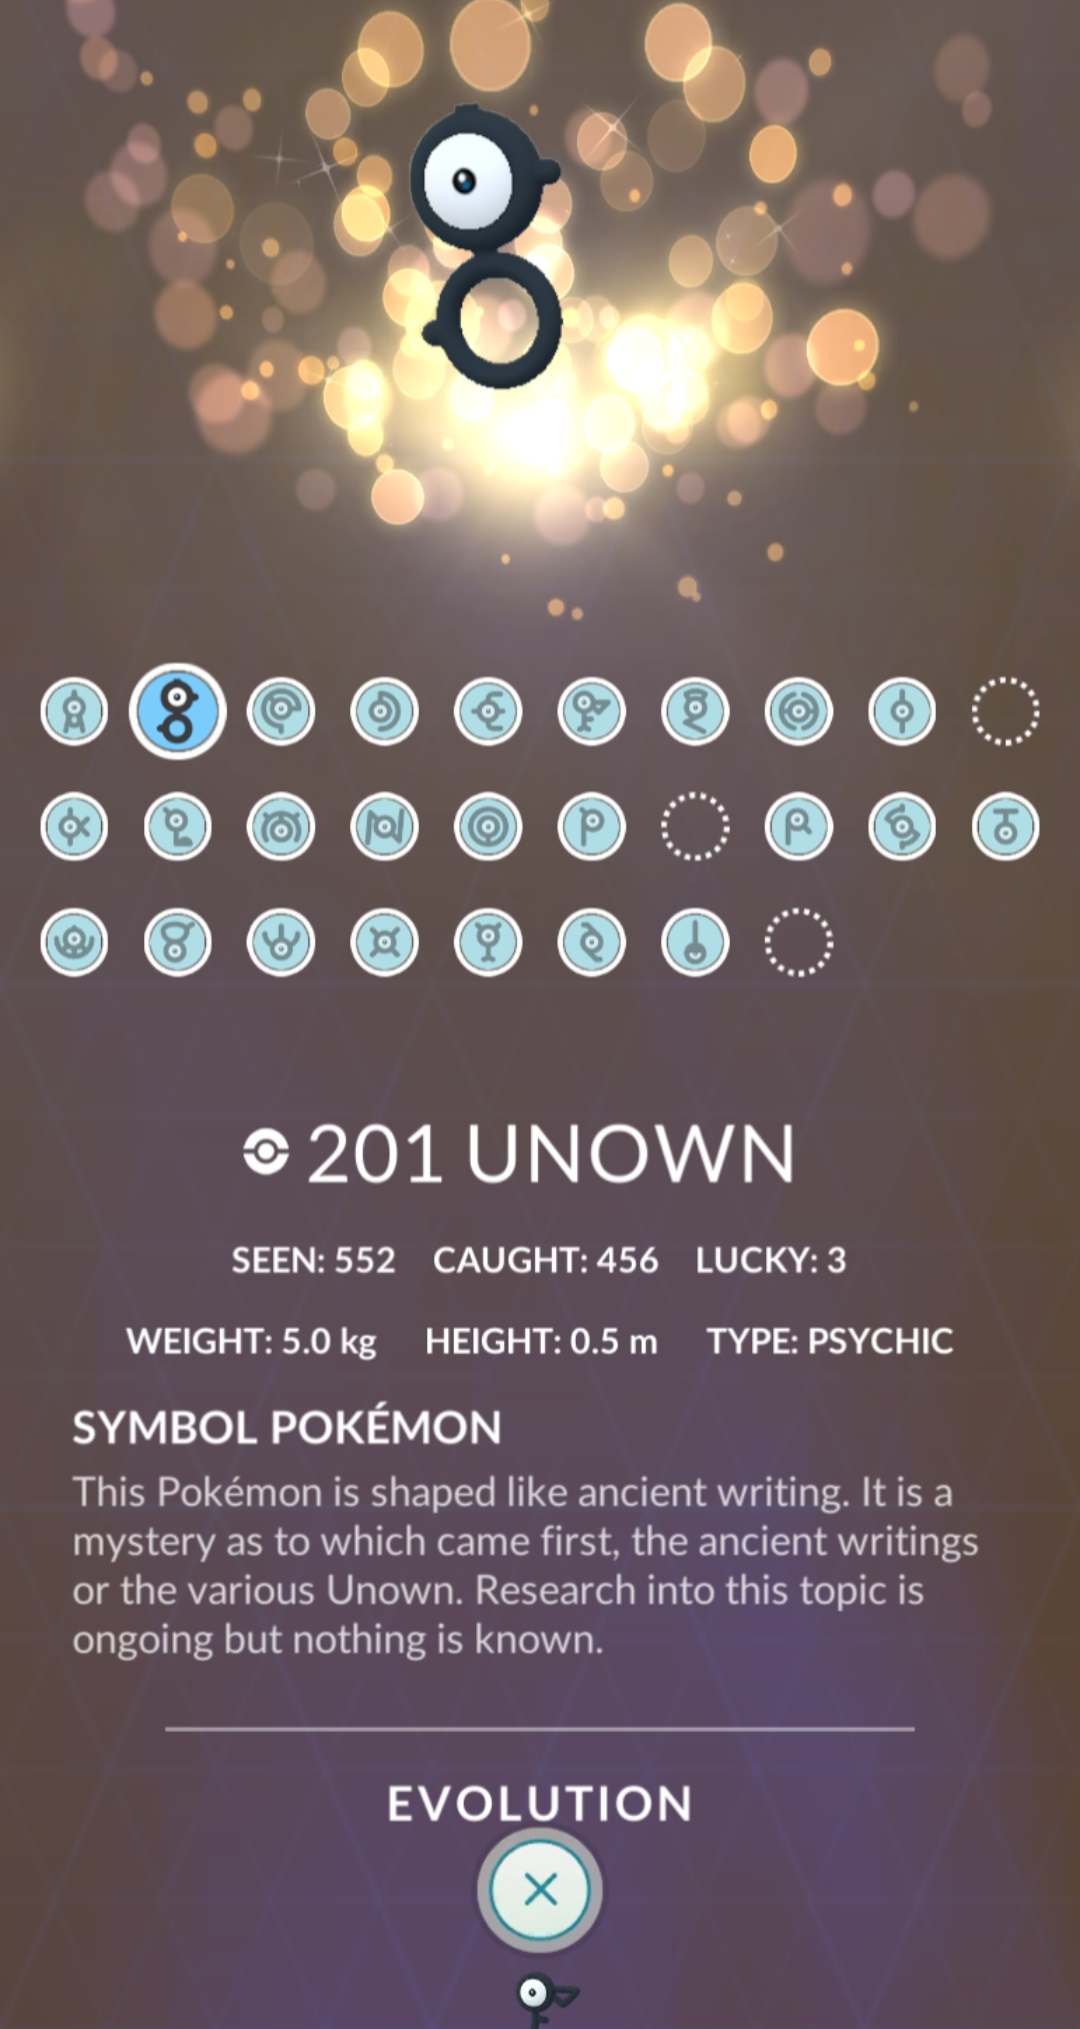 201 UNOWN
SEEN: 552 CAUGHT: 456 LUCKY: 3
WEIGHT: 5.0 kg HEIGHT: 0.5 m TYPE: PSYCHIC
SYMBOL POKÉMON
This Pokémon is shaped like ancient writing. It is a
mystery as to which came first, the ancient writings
or the various Unown. Research into this topic is
ongoing but nothing is known.
EVOLUTION